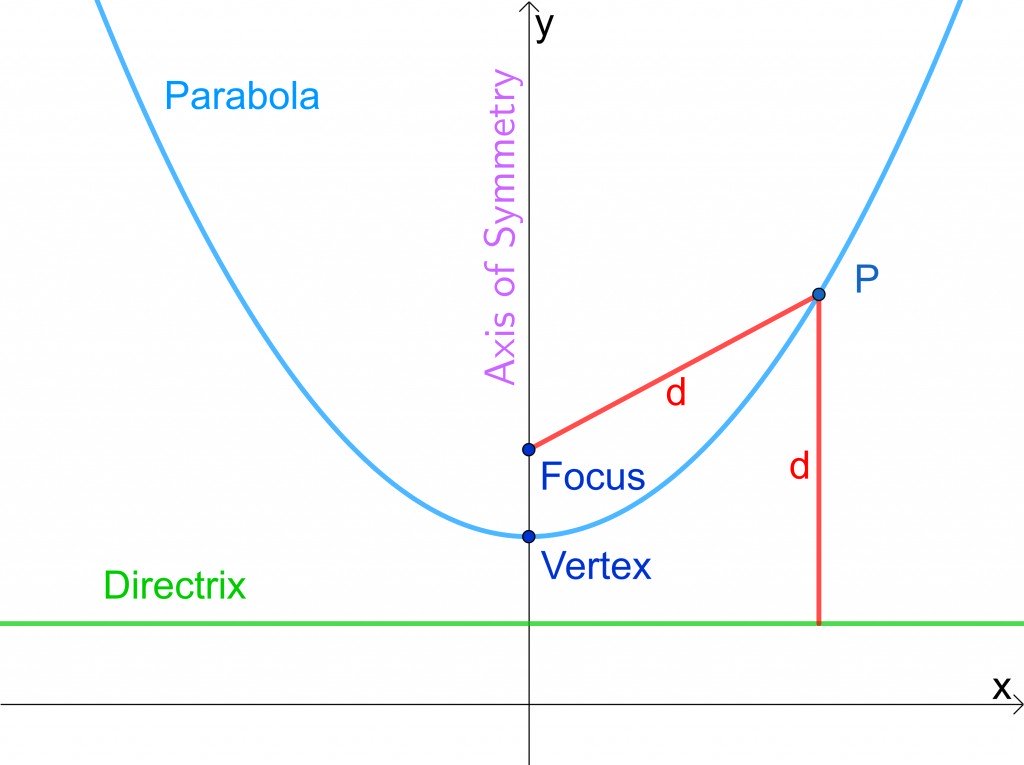 y
Parabola
Axis of Symmetry
P
d
d
Focus
Vertex
Directrix
x